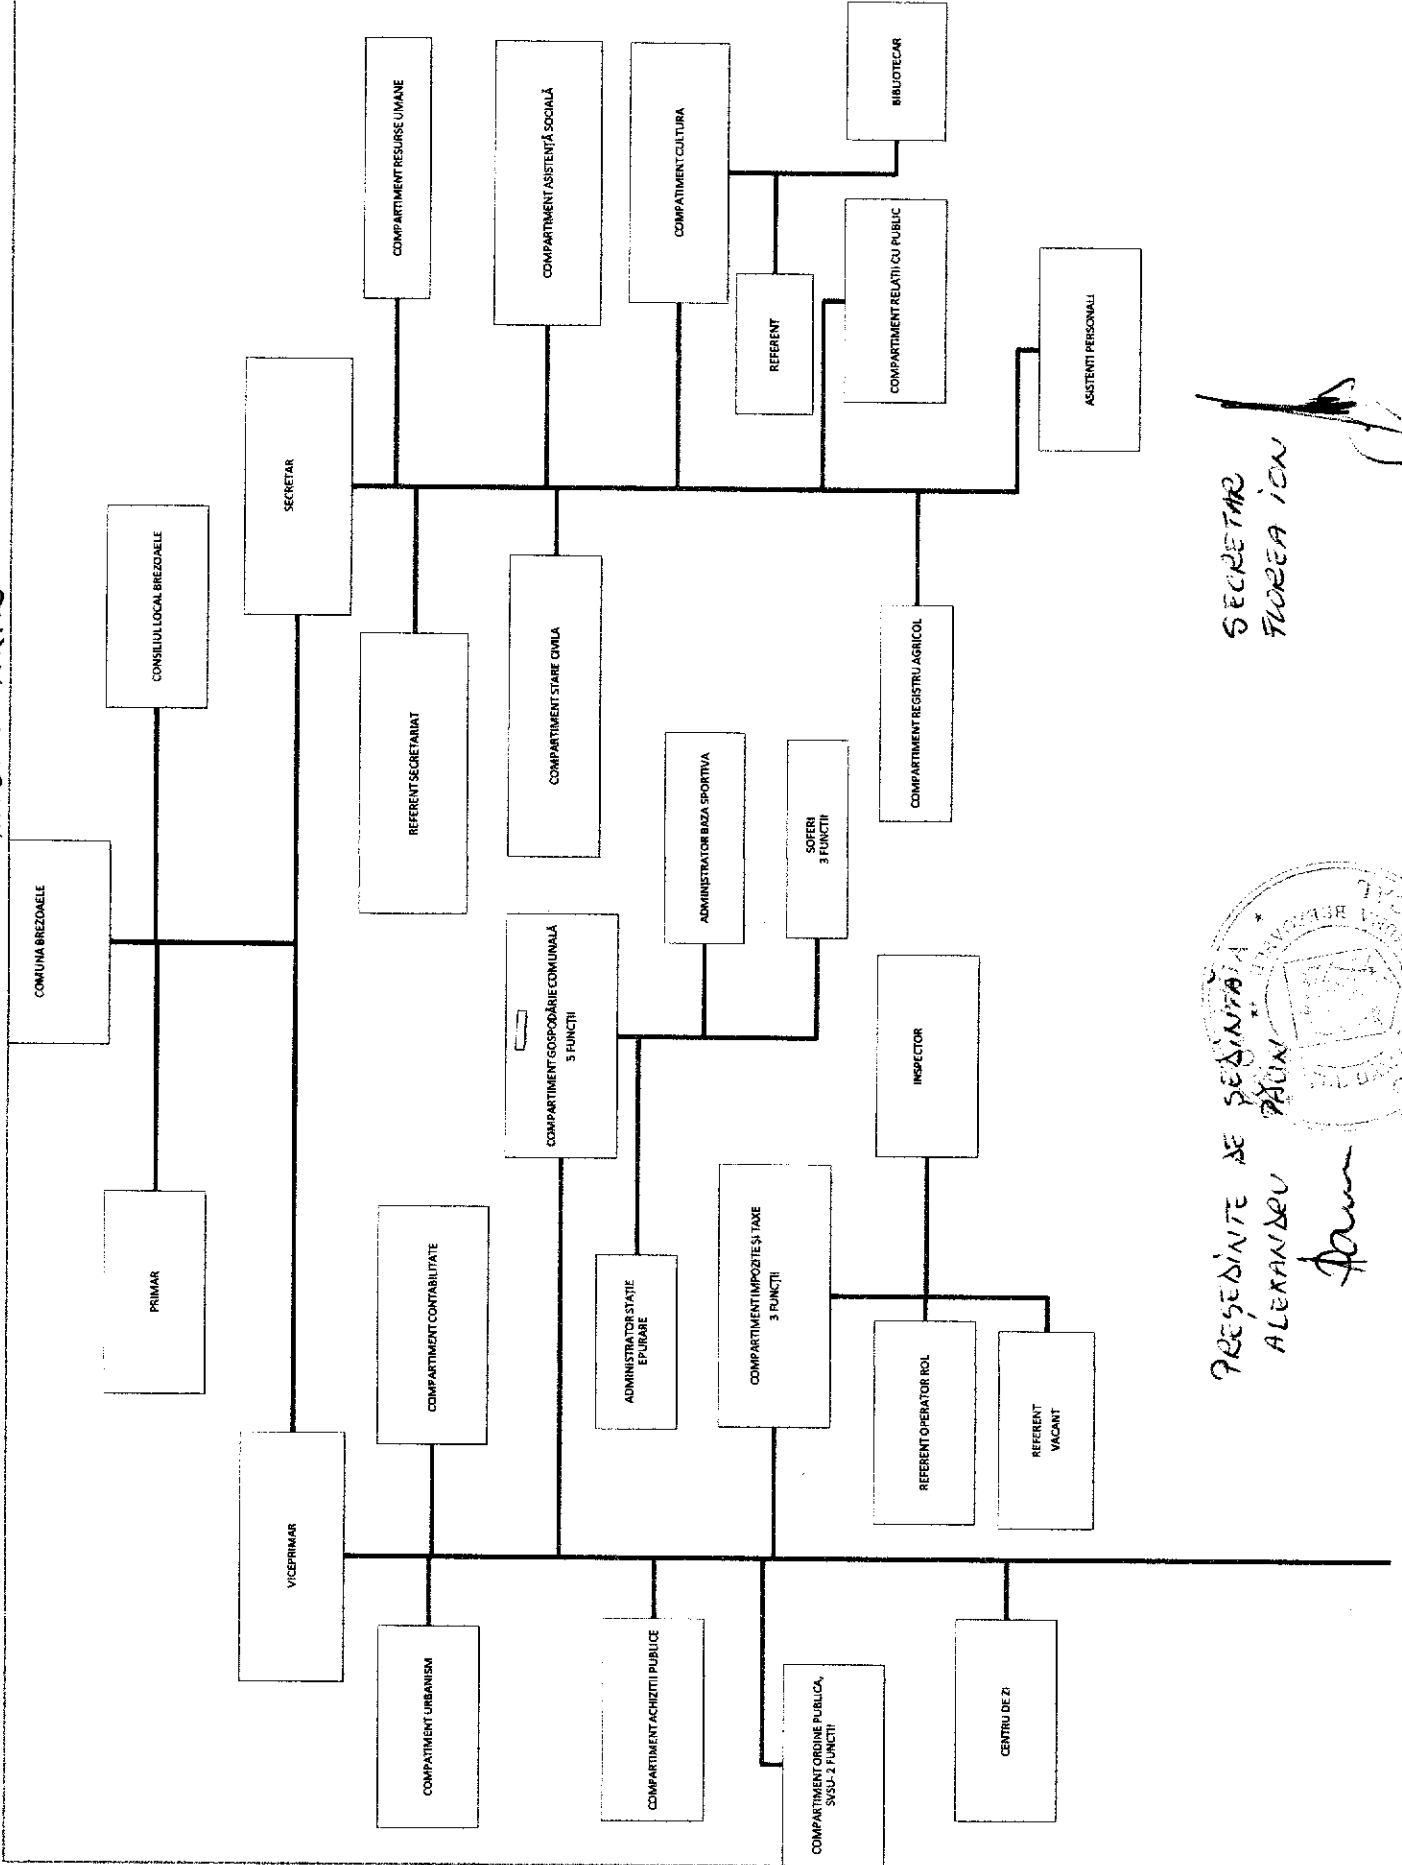 COMUNA BREZOAELE
PRIMAR
CONSILIUL LOCAL BREZOAELE
VICEPRIMAR
SECRETAR
COMPATIMENT URBANISM
COMPARTIMENT CONTABILITATE
REFERENT SECRETARIAT
COMPARTIMENT RESURSE UMANE
COMPARTIMENT GOSPODĂRIE COMUNALĂ
5 FUNCȚII
COMPARTIMENT STARE CIVILA
COMPARTIMENT ASISTENȚĂ SOCIALĂ
COMPARTIMENT ACHIZITII PUBLICE
ADMINISTRATOR STAȚIE
EPURARE
ADMINISTRATOR BAZA SPORTIVA
COMPATIMENT CULTURA
COMPARTIMENT IMPOZITE ȘI TAXE
3 FUNCȚII
SOFERI
3 FUNCTII
REFERENT
BIBLIOTECAR
COMPARTIMENT ORDINE PUBLICA,
SVSU- 2 FUNCTII
REFERENT OPERATOR ROL
INSPECTOR
COMPARTIMENT REGISTRU AGRICOL
COMPARTIMENT RELATII CU PUBLIC
CENTRU DE ZI
REFERENT
VACANT
ASISTENTI PERSONALI
PREȘEDINTE DE ȘEDINȚĂ
ALEXANDRU PĂUN
SECRETAR
FLOREA ION